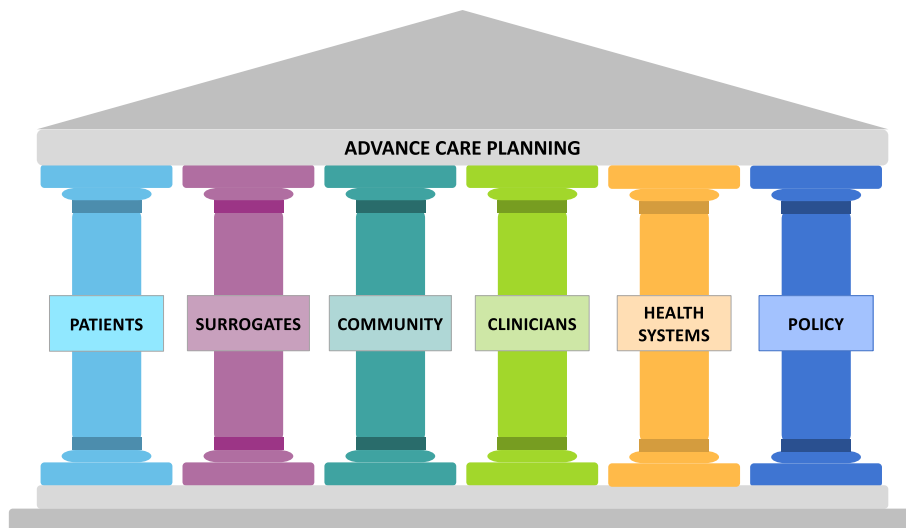 ADVANCE CARE PLANNING
PATIENTS
SURROGATES
COMMUNITY
CLINICIANS
HEALTH
SYSTEMS
POLICY